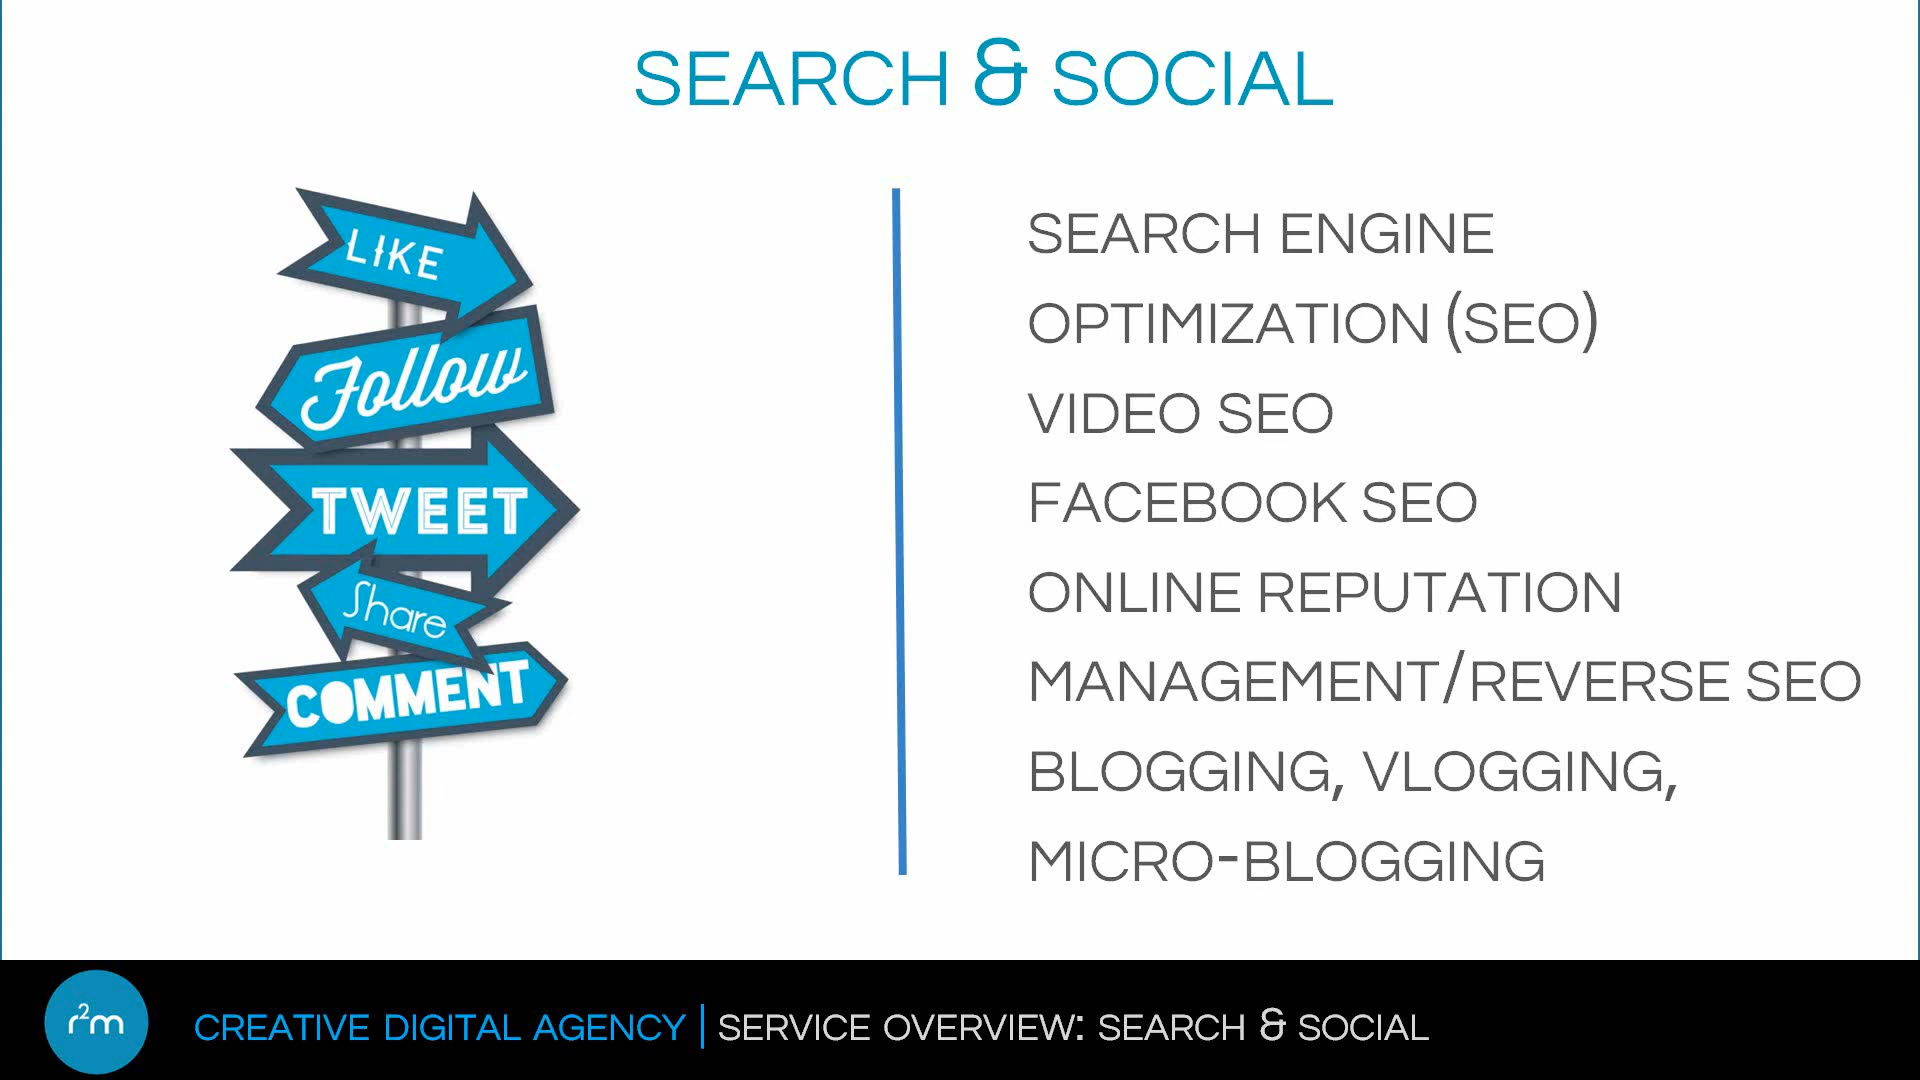 SEARCH & SOCIAL
LIKE
Follow
TWEET
Share
COMMENT
SEARCH ENGINE
OPTIMIZATION (SEO)
VIDEO SEO
FACEBOOK SEO
ONLINE REPUTATION
MANAGEMENT/REVERSE SEO
BLOGGING, VLOGGING,
MICRO-BLOGGING
r²m
CREATIVE DIGITAL AGENCY | SERVICE OVERVIEW: SEARCH & SOCIAL